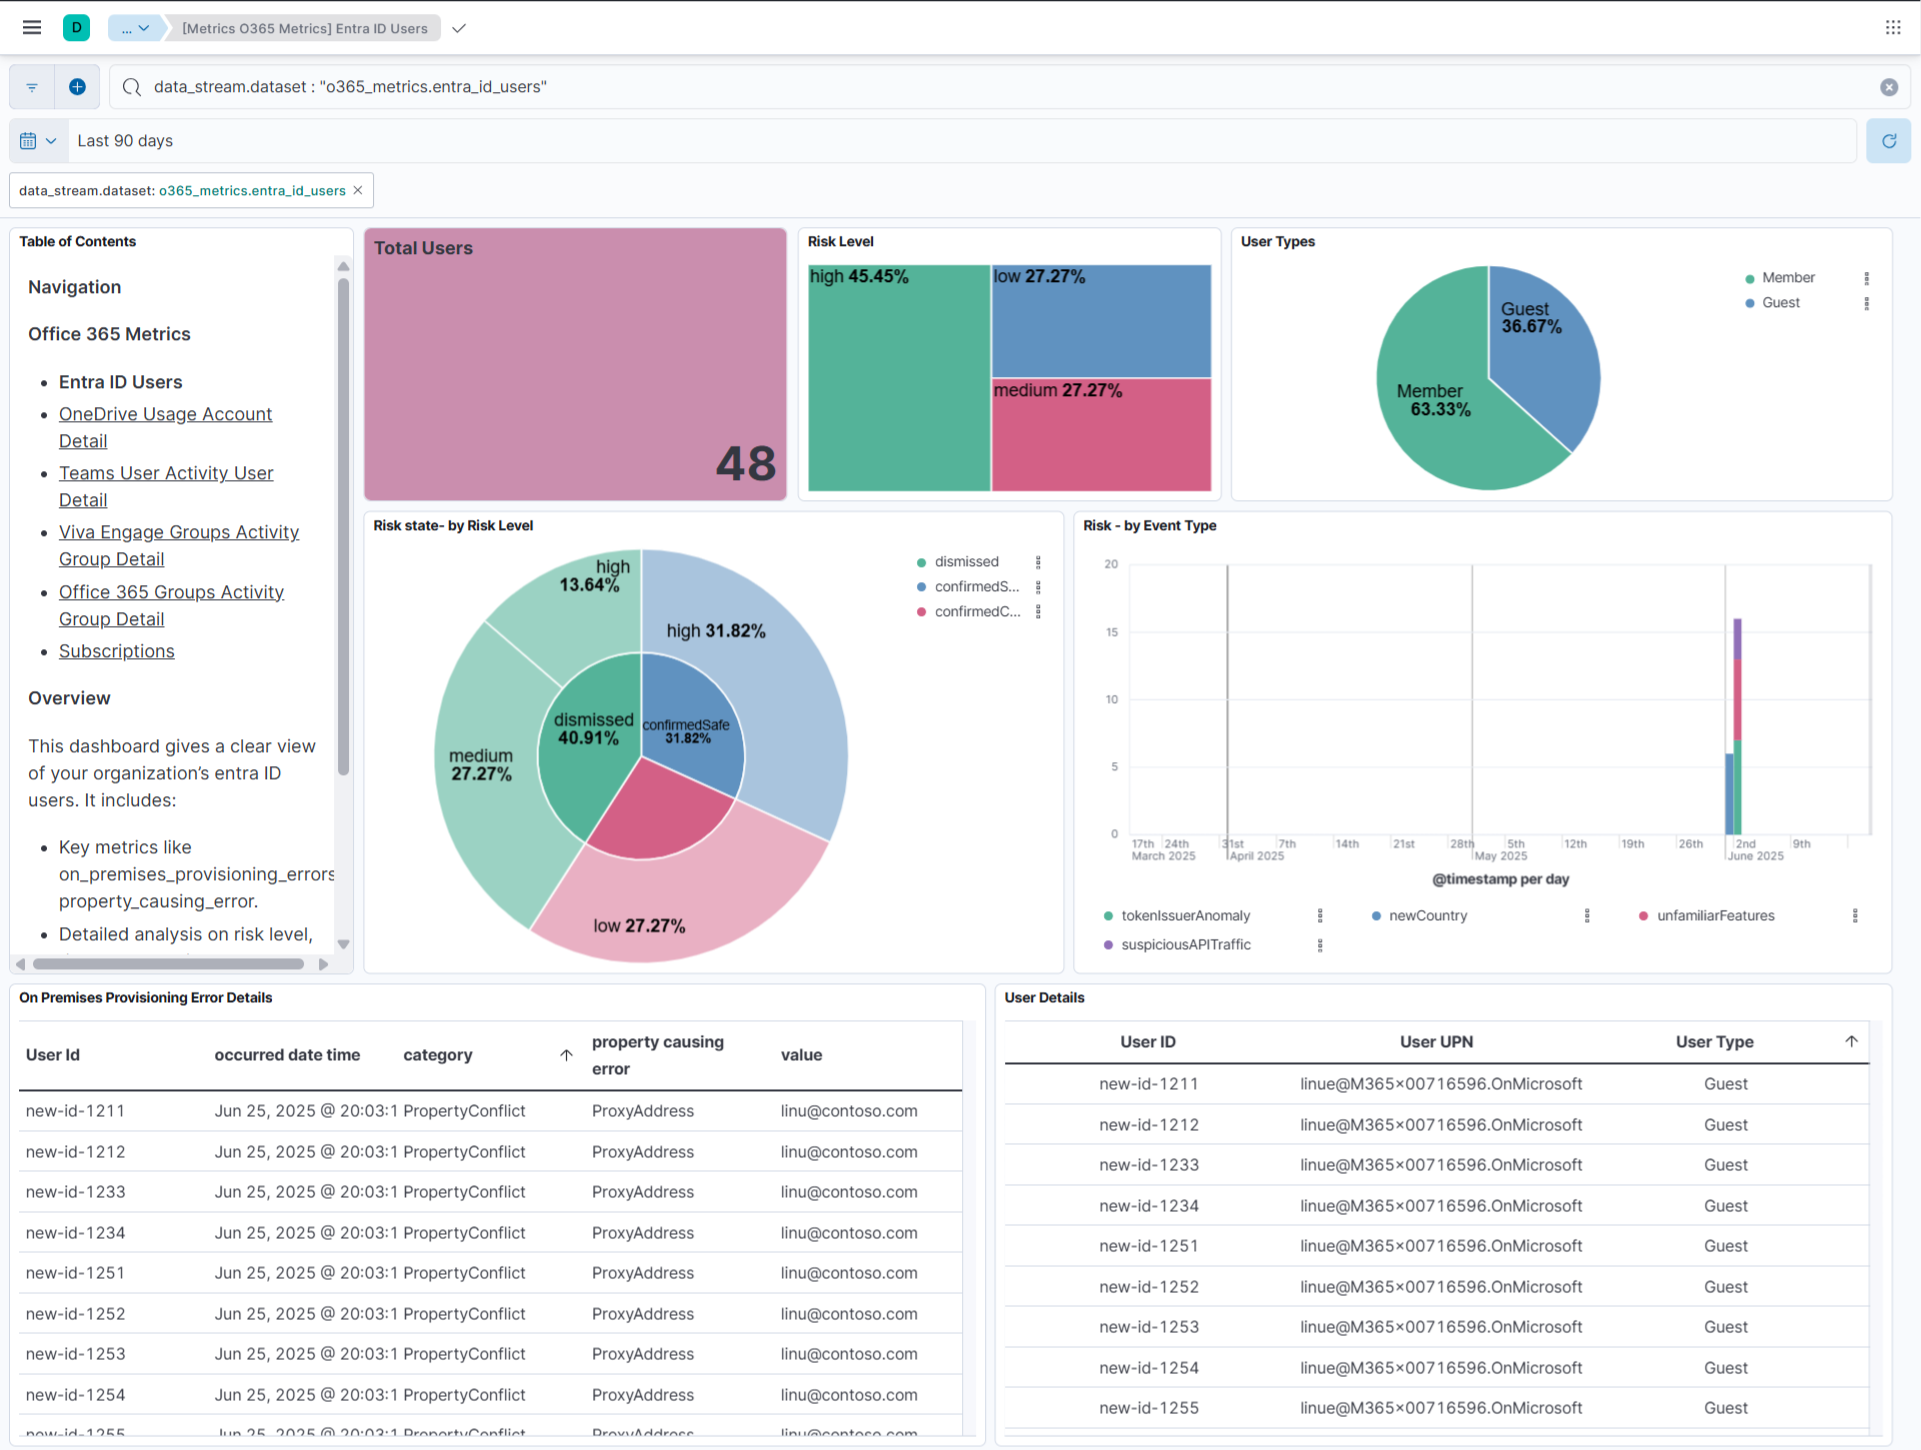 D
...
[Metrics O365 Metrics] Entra ID Users
data_stream.dataset : "o365_metrics.entra_id_users"
Last 90 days
data_stream.dataset: o365_metrics.entra_id_users
Table of Contents
Navigation
Office 365 Metrics
Entra ID Users
OneDrive Usage Account
Detail
Teams User Activity User
Detail
Viva Engage Groups Activity
Group Detail
Office 365 Groups Activity
Group Detail
Subscriptions
Overview
This dashboard gives a clear view
of your organization's entra ID
users. It includes:
Key metrics like
on_premises_provisioning_errors
property_causing_error.
Detailed analysis on risk level,
Total Users
48
Risk Level
high 45.45%
low 27.27%
medium 27.27%
User Types
Guest
36.67%
Member
63.33%
Member
Guest
Risk state- by Risk Level
high
13.64%
high 31.82%
dismissed
40.91%
confirmedSafe
31.82%
medium
27.27%
low 27.27%
dismissed
confirmedS...
confirmedC...
Risk - by Event Type
20
15
10
5
0
17th 24th 31st 7th 14th 21st 28th 5th 12th 19th 26th 2nd 9th
March 2025 April 2025 May 2025 June 2025
@timestamp per day
tokenIssuerAnomaly newCountry unfamiliarFeatures
suspiciousAPITraffic
On Premises Provisioning Error Details
User Id occurred date time category property causing error value
new-id-1211 Jun 25, 2025 @ 20:03:1 PropertyConflict ProxyAddress linu@contoso.com
new-id-1212 Jun 25, 2025 @ 20:03:1 PropertyConflict ProxyAddress linu@contoso.com
new-id-1233 Jun 25, 2025 @ 20:03:1 PropertyConflict ProxyAddress linu@contoso.com
new-id-1234 Jun 25, 2025 @ 20:03:1 PropertyConflict ProxyAddress linu@contoso.com
new-id-1251 Jun 25, 2025 @ 20:03:1 PropertyConflict ProxyAddress linu@contoso.com
new-id-1252 Jun 25, 2025 @ 20:03:1 PropertyConflict ProxyAddress linu@contoso.com
new-id-1253 Jun 25, 2025 @ 20:03:1 PropertyConflict ProxyAddress linu@contoso.com
new-id-1254 Jun 25, 2025 @ 20:03:1 PropertyConflict ProxyAddress linu@contoso.com
new-id-1255 Jun 25, 2025 @ 20:03:1 PropertyConflict ProxyAddress linu@contoso.com
User Details
User ID User UPN User Type
new-id-1211 linue@M365x00716596.OnMicrosoft Guest
new-id-1212 linue@M365x00716596.OnMicrosoft Guest
new-id-1233 linue@M365x00716596.OnMicrosoft Guest
new-id-1234 linue@M365x00716596.OnMicrosoft Guest
new-id-1251 linue@M365x00716596.OnMicrosoft Guest
new-id-1252 linue@M365x00716596.OnMicrosoft Guest
new-id-1253 linue@M365x00716596.OnMicrosoft Guest
new-id-1254 linue@M365x00716596.OnMicrosoft Guest
new-id-1255 linue@M365x00716596.OnMicrosoft Guest